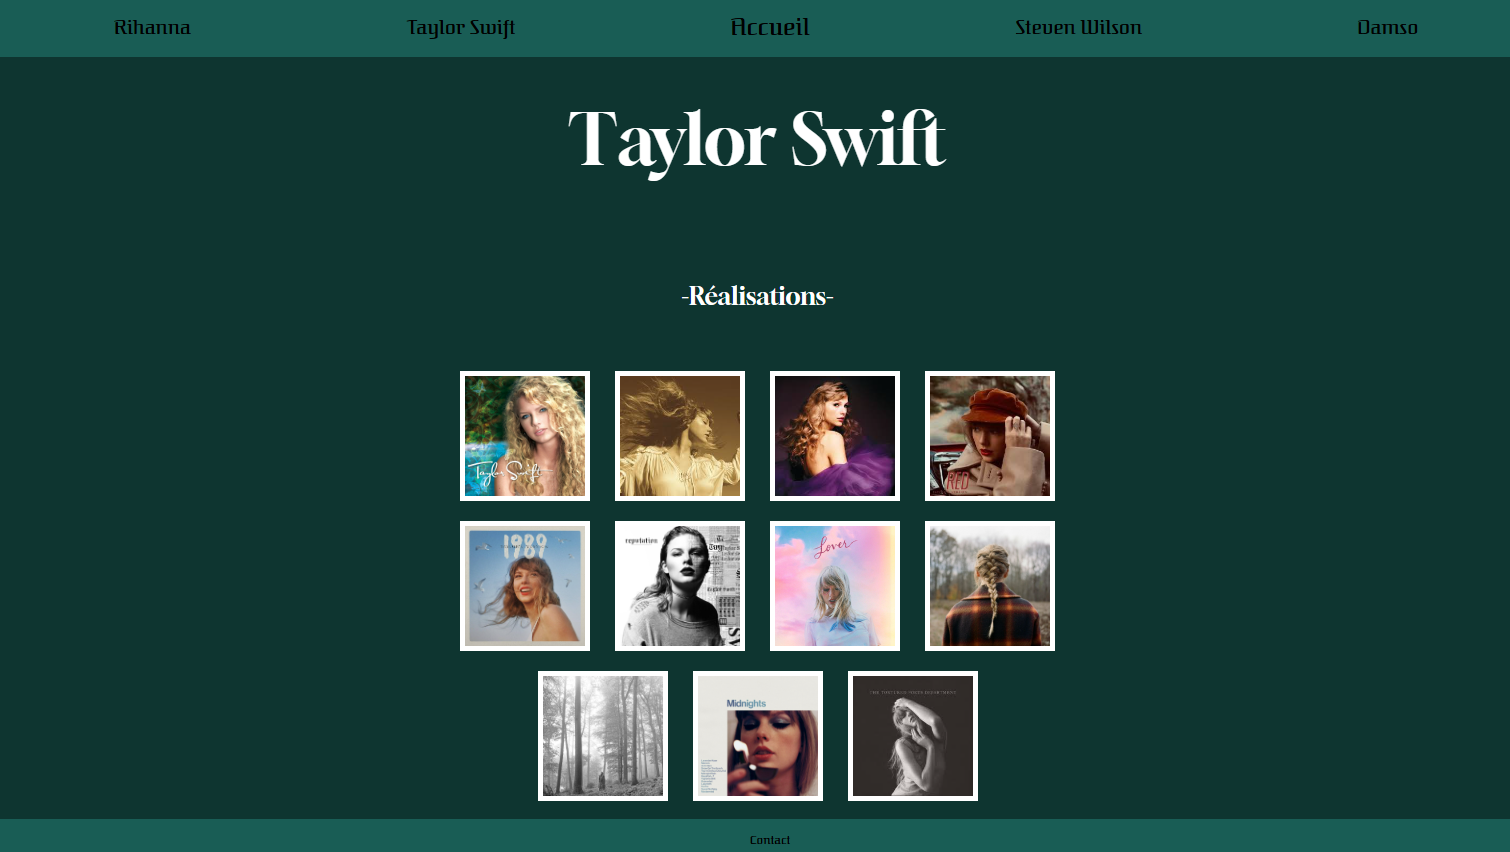 Rihanna Taylor Swift Accueil Steven Wilson Damso
Taylor Swift
-Réalisations-
Taylor Swift
RED
1989
reputation
Lover
Midnights
THE TORTURED POETS DEPARTMENT
Contact